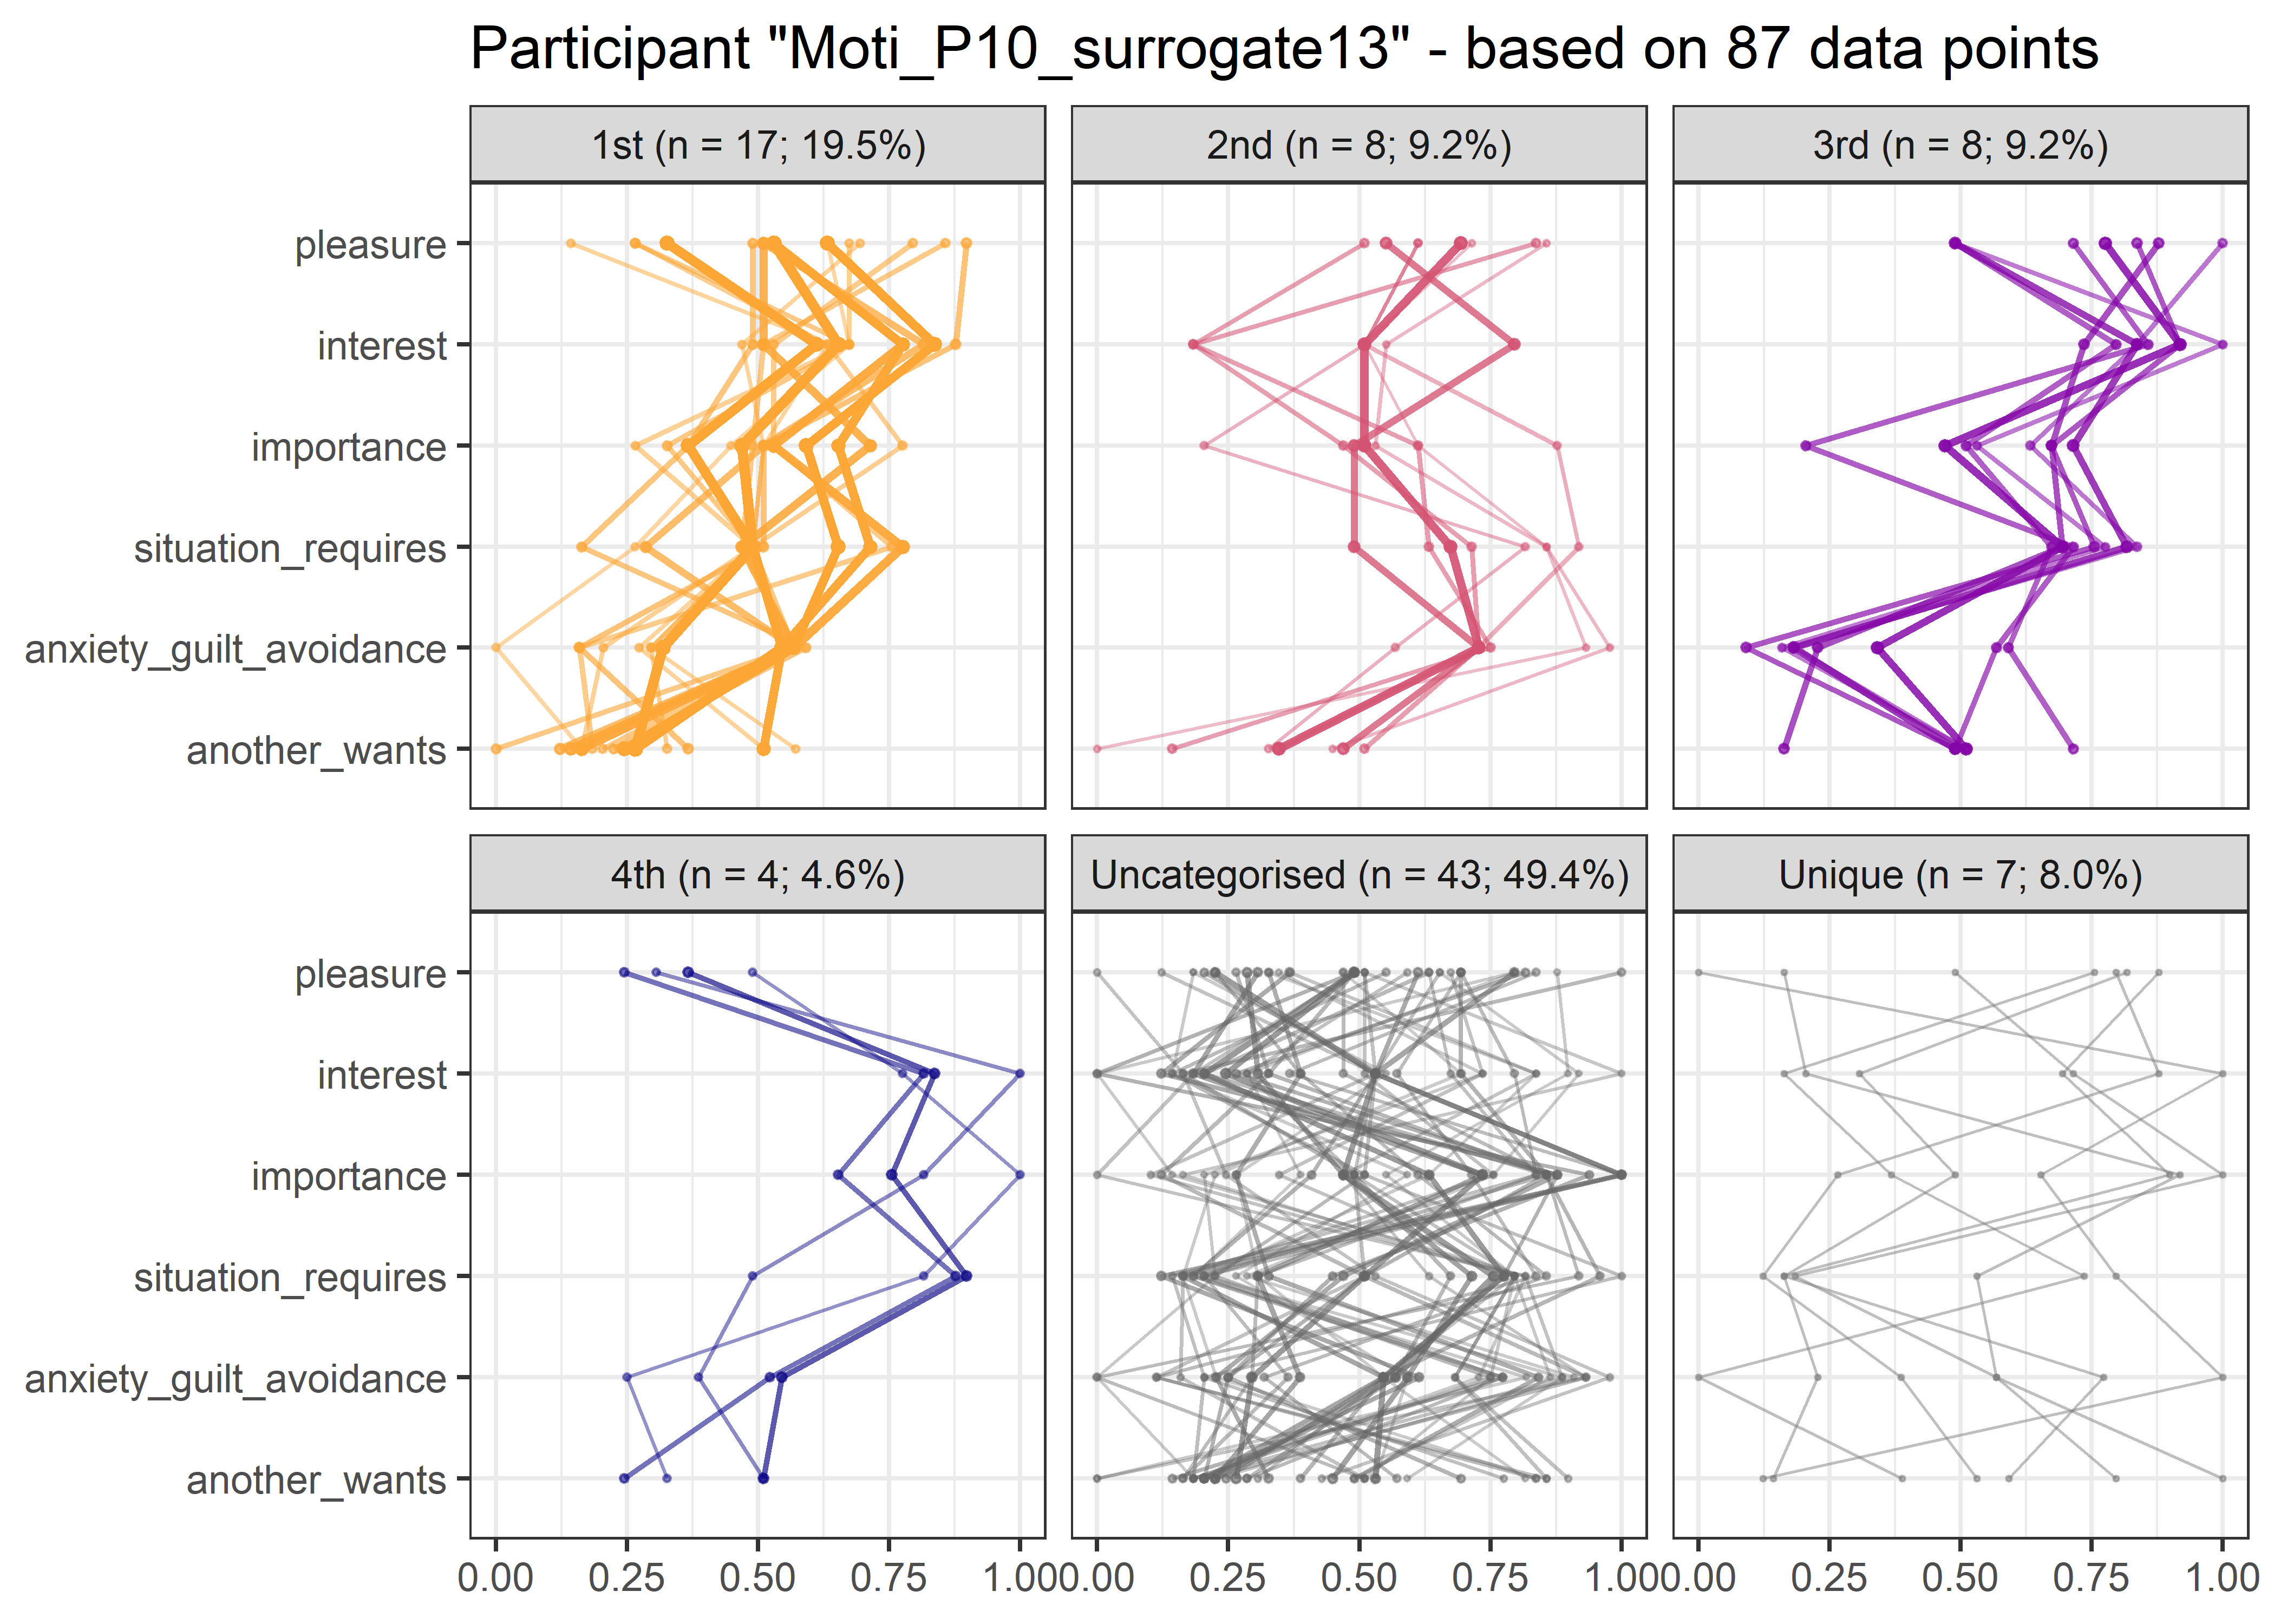 Participant "Moti_P10_surrogate13" - based on 87 data points
1st (n = 17; 19.5%)
2nd (n = 8; 9.2%)
3rd (n = 8; 9.2%)
pleasure
interest
importance
situation_requires
anxiety_guilt_avoidance
another_wants
4th (n = 4; 4.6%)
Uncategorised (n = 43; 49.4%)
Unique (n = 7; 8.0%)
pleasure
interest
importance
situation_requires
anxiety_guilt_avoidance
another_wants
0.00 0.25 0.50 0.75 1.00
0.00 0.25 0.50 0.75 1.00
0.00 0.25 0.50 0.75 1.00